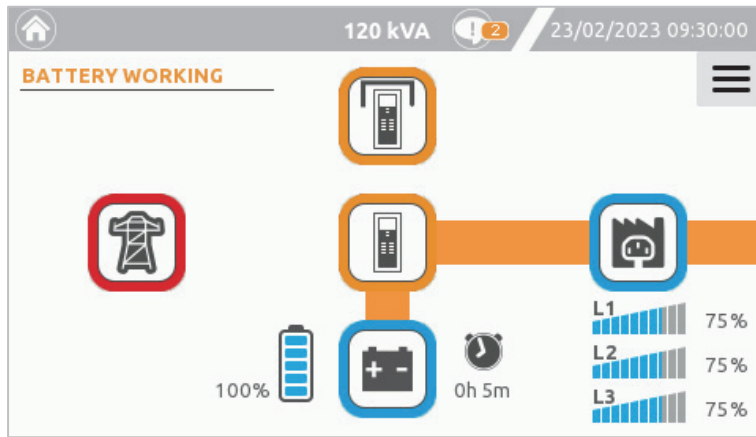 120 kVA
2
23/02/2023 09:30:00
BATTERY WORKING
100%
0h 5m
L1
75%
L2
75%
L3
75%